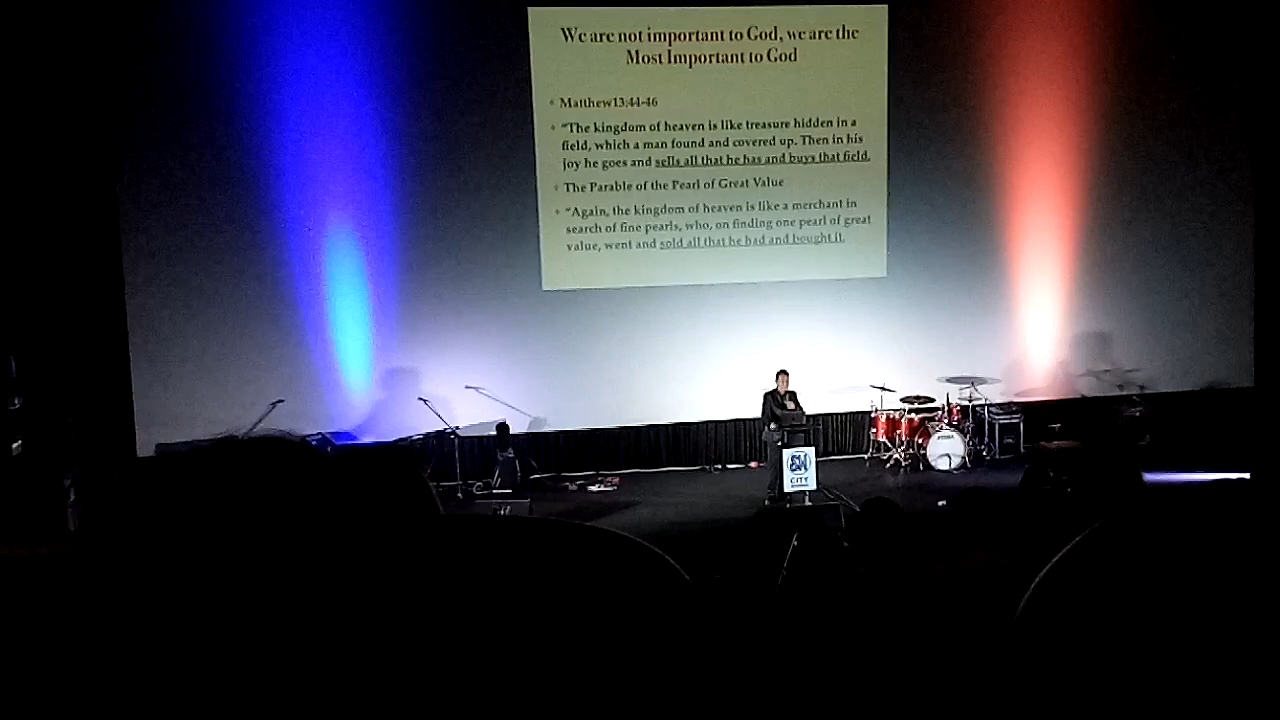 We are not important to God, we are the
Most Important to God
Matthew13:44-46
"The kingdom of heaven is like treasure hidden in a
field, which a man found and covered up. Then in his
joy he goes and sells all that he has and buys that field.
The Parable of the Pearl of Great Value
"Again, the kingdom of heaven is like a merchant in
search of fine pearls, who, on finding one pearl of great
value, went and sold all that he had and bought it.
SM
CITY
TAMA